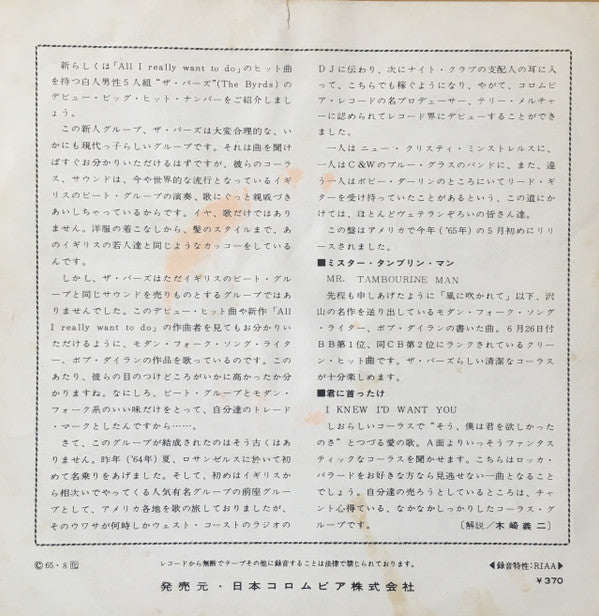 新らしくは「All I really want to do」のヒット曲
を持つ白人男性5人組“ザ・バーズ”(The Byrds)の
デビュー・ビッグ・ヒット・ナンバーをご紹介しまし
ょう。
この新人グループ、ザ・バーズは大変合理的な、い
かにも現代っ子らしいグループです。それは曲を聞け
ばすぐお分りいただけるはずですが、彼らのコーラ
ス、サウンドは、今や世界的な流行となっているイギ
リスのビート・グループの演奏、歌にぐっと親戚づき
あいしちゃっているからです。イヤ、歌だけではあり
ません。洋服の着こなしから、髪のスタイルまで、あ
のイギリスの若人達と同じようなカッコーをしている
んです。
しかし、ザ・バーズはただイギリスのビート・グル
ープと同じサウンドを売りものとするグループではあ
りませんでした。このデビュー・ヒット曲や新作「Al
l I really want to do」の作曲者を見てもお分りい
ただけるように、モダン・フォーク・ソング・ライタ
ー、ボブ・ディランの作品を歌っているのです。この
あたり、彼らの目のつけどころがいかに高かったか分
かりますね。なにしろ、ビート・グループとモダン・
フォーク系のいい味だけをとって、自分達のトレード
・マークとしたんですから……。
さて、このグループが結成されたのはそう古くはあ
りません。昨年（'64年）夏、ロサンゼルスに於いて初
めて名乗りをあげました。そして、初めはイギリスか
ら相次いでやってくる人気有名グループの前座グルー
プとして、アメリカ各地を歌の旅しておりましたが、
そのウワサが何時しかウェスト・コーストのラジオの
DJに伝わり、次にナイト・クラブの支配人の耳に入
って、こちらでも稼ぐようになり、やがて、コロムビ
ア・レコードの名プロデューサー、テリー・メルチャ
ーに認められてレコード界にデビューすることができ
ました。
一人はニュー・クリスティ・ミンストレルスに、
一人はC&Wのブルー・グラスのバンドに、また、違
う一人はボビー・ダーリンのところにいてリード・ギ
ターを受け持っていたことがあるという、この道にか
けては、ほとんどヴェテランぞろいの皆さん達。
この盤はアメリカで今年（'65年）の5月初めにリリ
ースされました。
■ミスター・タンブリン・マン
MR. TAMBOURINE MAN
先程も申しあげたように「風に吹かれて」以下、沢
山の名作を送り出しているモダン・フォーク・ソング
・ライター、ボブ・ディランの書いた曲。6月26日付
BB第1位、同CB第2位にランクされているクリー
ン・ヒット曲です。ザ・バーズらしい清潔なコーラス
が十分楽しめます。
■君に首ったけ
I KNEW I'D WANT YOU
しおらしいコーラスで“そう、僕は君を欲しかった
のさ”とつづる愛の歌。A面よりいっそうファンタス
ティックなコーラスを聞かせます。こちらはロッカ・
バラードをお好きな方なら見逃せない一曲となること
でしょう。自分達の売ろうとしているところは、チャ
ント心得ている、なかなかしっかりしたコーラス・グ
ループです。〔解説／木崎義二〕
Ⓒ65・8
レコードから無断でテープその他に録音することは法律で禁じられております。
◀録音特性：RIAA▶
発売元・日本コロムビア株式会社
¥370